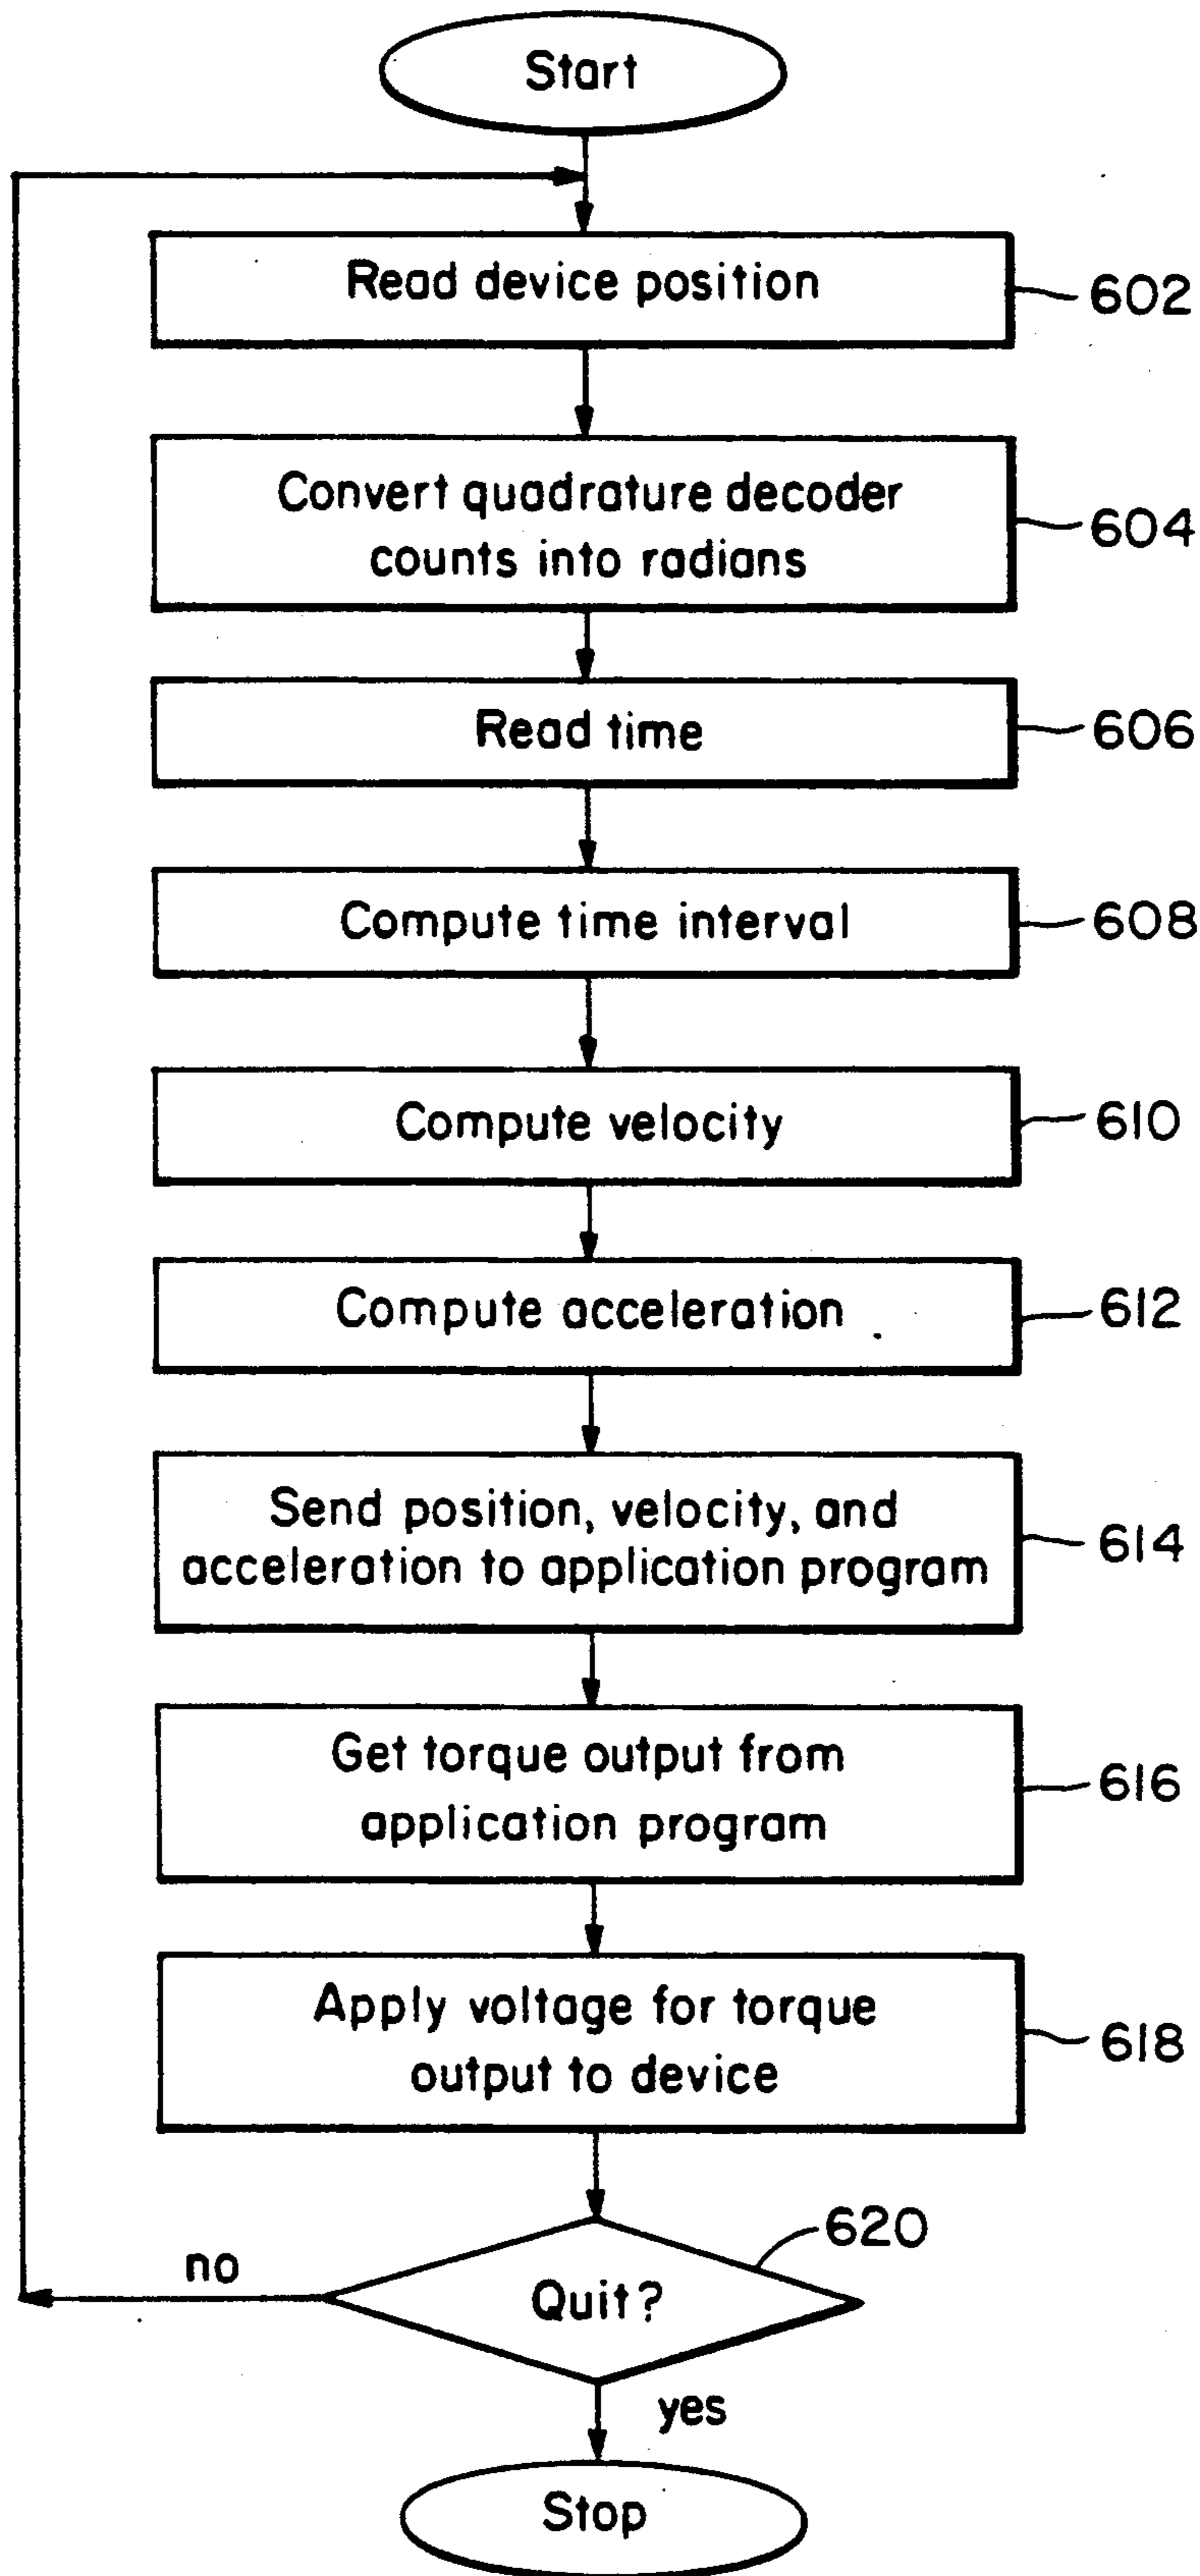 Start
Read device position
602
Convert quadrature decoder
counts into radians
604
Read time
606
Compute time interval
608
Compute velocity
610
Compute acceleration
612
Send position, velocity, and
acceleration to application program
614
Get torque output from
application program
616
Apply voltage for torque
output to device
618
620
no
Quit?
yes
Stop